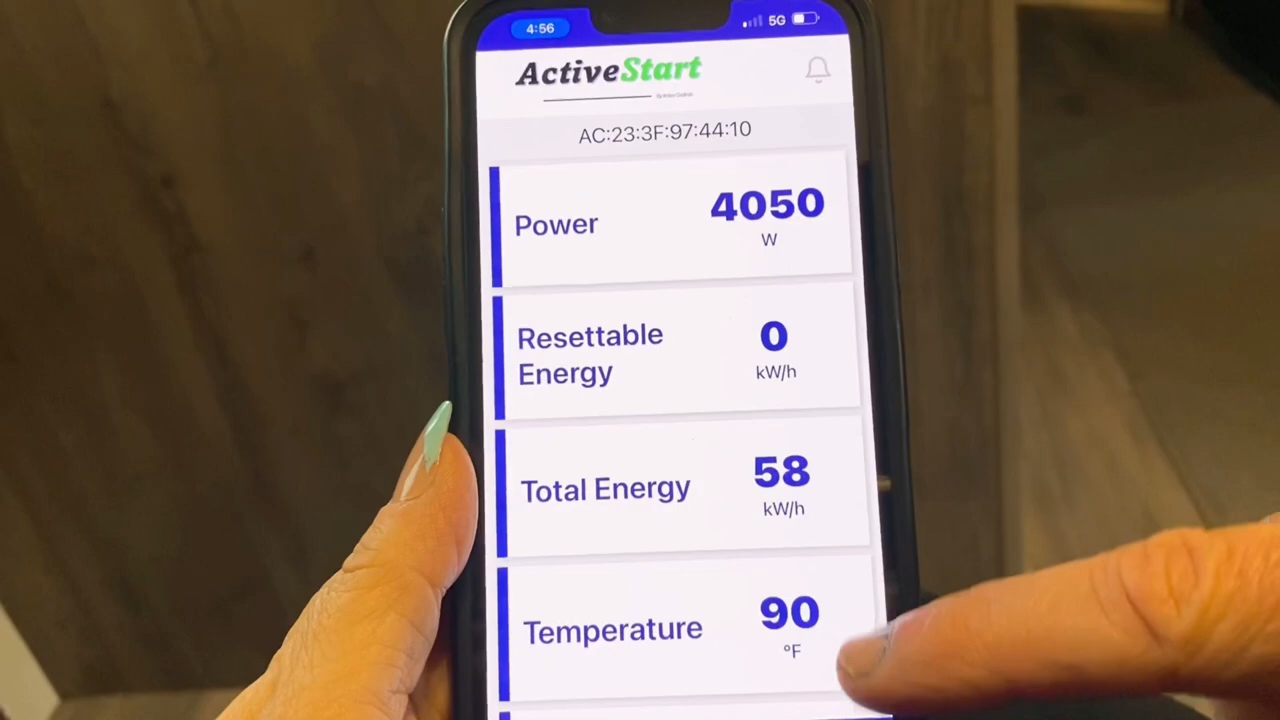 4:56
5G
ActiveStart
AC:23:3F:97:44:10
Power
4050
W
Resettable
Energy
0
kW/h
Total Energy
58
kW/h
Temperature
90
°F